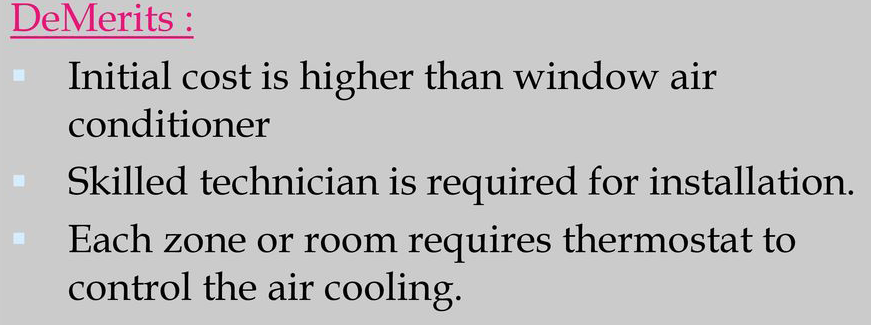 DeMerits :
▪ Initial cost is higher than window air
conditioner
▪ Skilled technician is required for installation.
▪ Each zone or room requires thermostat to
control the air cooling.